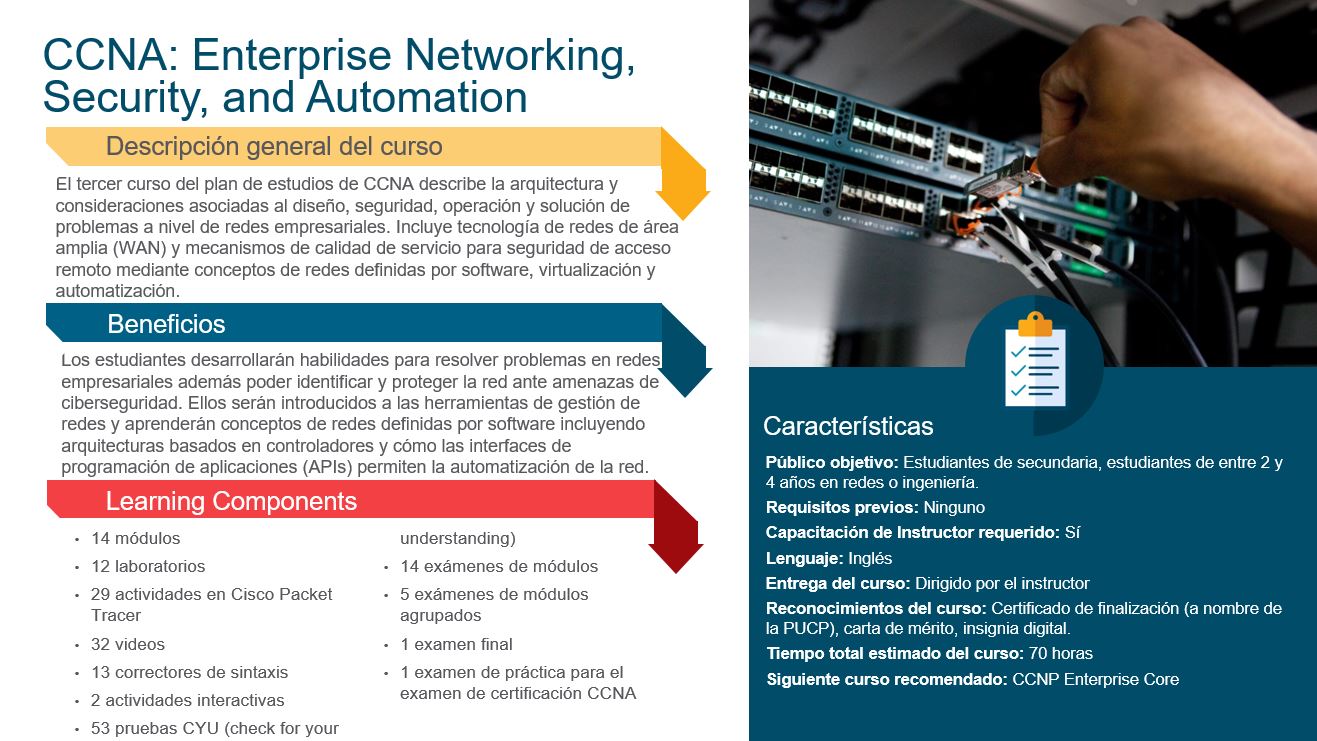 CCNA: Enterprise Networking,
Security, and Automation
Descripción general del curso
El tercer curso del plan de estudios de CCNA describe la arquitectura y
consideraciones asociadas al diseño, seguridad, operación y solución de
problemas a nivel de redes empresariales. Incluye tecnología de redes de área
amplia (WAN) y mecanismos de calidad de servicio para seguridad de acceso
remoto mediante conceptos de redes definidas por software, virtualización y
automatización.
Beneficios
Los estudiantes desarrollarán habilidades para resolver problemas en redes
empresariales además poder identificar y proteger la red ante amenazas de
ciberseguridad. Ellos serán introducidos a las herramientas de gestión de
redes y aprenderán conceptos de redes definidas por software incluyendo
arquitecturas basados en controladores y cómo las interfaces de
programación de aplicaciones (APIs) permiten la automatización de la red.
Learning Components
• 14 módulos
• 12 laboratorios
• 29 actividades en Cisco Packet
Tracer
• 32 videos
• 13 correctores de sintaxis
• 2 actividades interactivas
• 53 pruebas CYU (check for your
understanding)
• 14 exámenes de módulos
• 5 exámenes de módulos
agrupados
• 1 examen final
• 1 examen de práctica para el
examen de certificación CCNA
Características
Público objetivo: Estudiantes de secundaria, estudiantes de entre 2 y
4 años en redes o ingeniería.
Requisitos previos: Ninguno
Capacitación de Instructor requerido: Sí
Lenguaje: Inglés
Entrega del curso: Dirigido por el instructor
Reconocimientos del curso: Certificado de finalización (a nombre de
la PUCP), carta de mérito, insignia digital.
Tiempo total estimado del curso: 70 horas
Siguiente curso recomendado: CCNP Enterprise Core